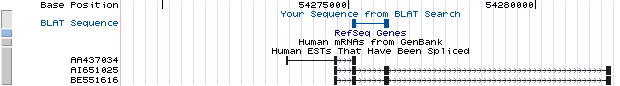 Base Position 54275000 54280000
Your Sequence from BLAT Search
BLAT Sequence
RefSeq Genes
Human mRNAs from GenBank
Human ESTs That Have Been Spliced
AA437034
AI651025
BE551616